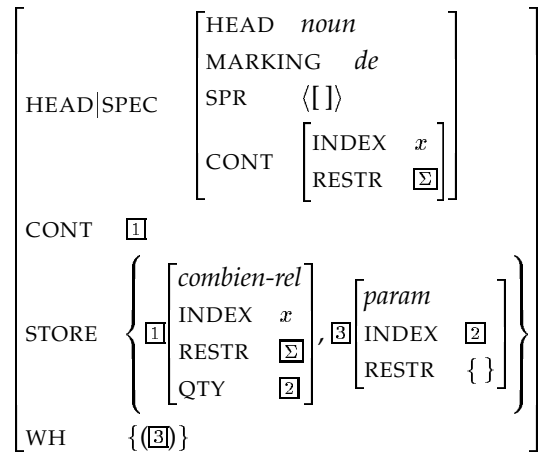 HEAD noun
MARKING de
HEAD|SPEC SPR ⟨[ ]⟩
CONT [INDEX x
RESTR Σ]
CONT 1
STORE { 1 [combien-rel
INDEX x
RESTR Σ
QTY 2] , 3 [param
INDEX 2
RESTR { }] }
WH {(3)}